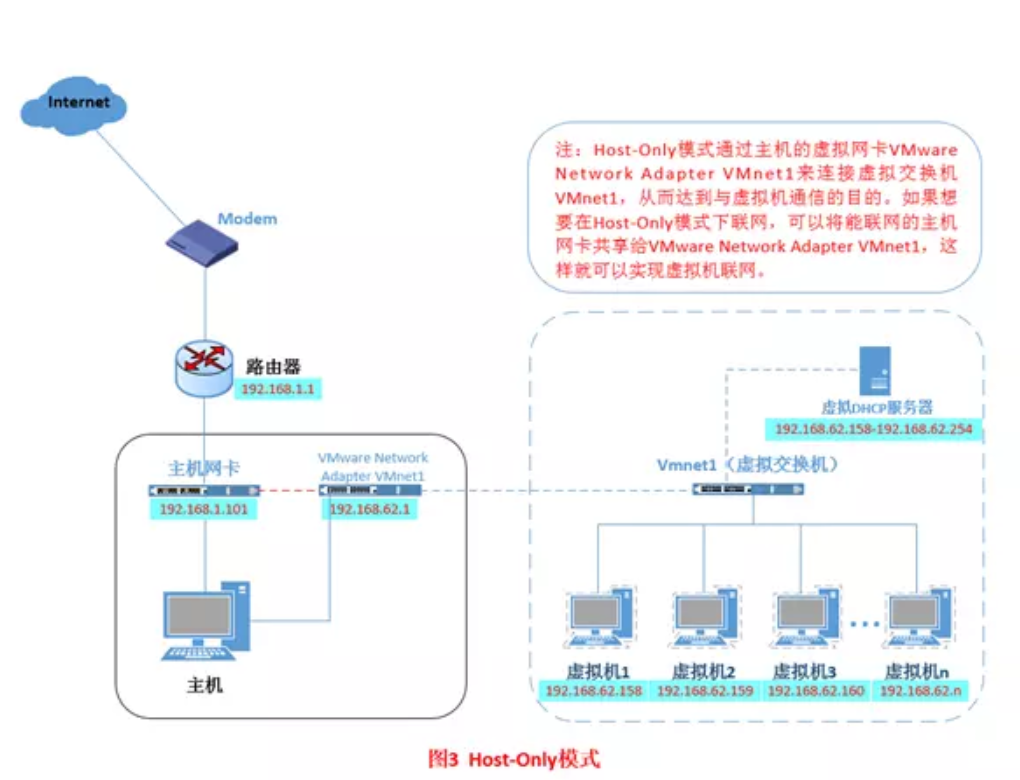 Internet
注：Host-Only模式通过主机的虚拟网卡VMware
Network Adapter VMnet1来连接虚拟交换机
VMnet1，从而达到与虚拟机通信的目的。如果想
要在Host-Only模式下联网，可以将能联网的主机
网卡共享给VMware Network Adapter VMnet1，这
样就可以实现虚拟机联网。
Modem
路由器
192.168.1.1
虚拟DHCP服务器
192.168.62.158-192.168.62.254
主机网卡
192.168.1.101
VMware Network
Adapter VMnet1
192.168.62.1
Vmnet1（虚拟交换机）
主机
虚拟机1
192.168.62.158
虚拟机2
192.168.62.159
虚拟机3
192.168.62.160
虚拟机n
192.168.62.n
图3 Host-Only模式